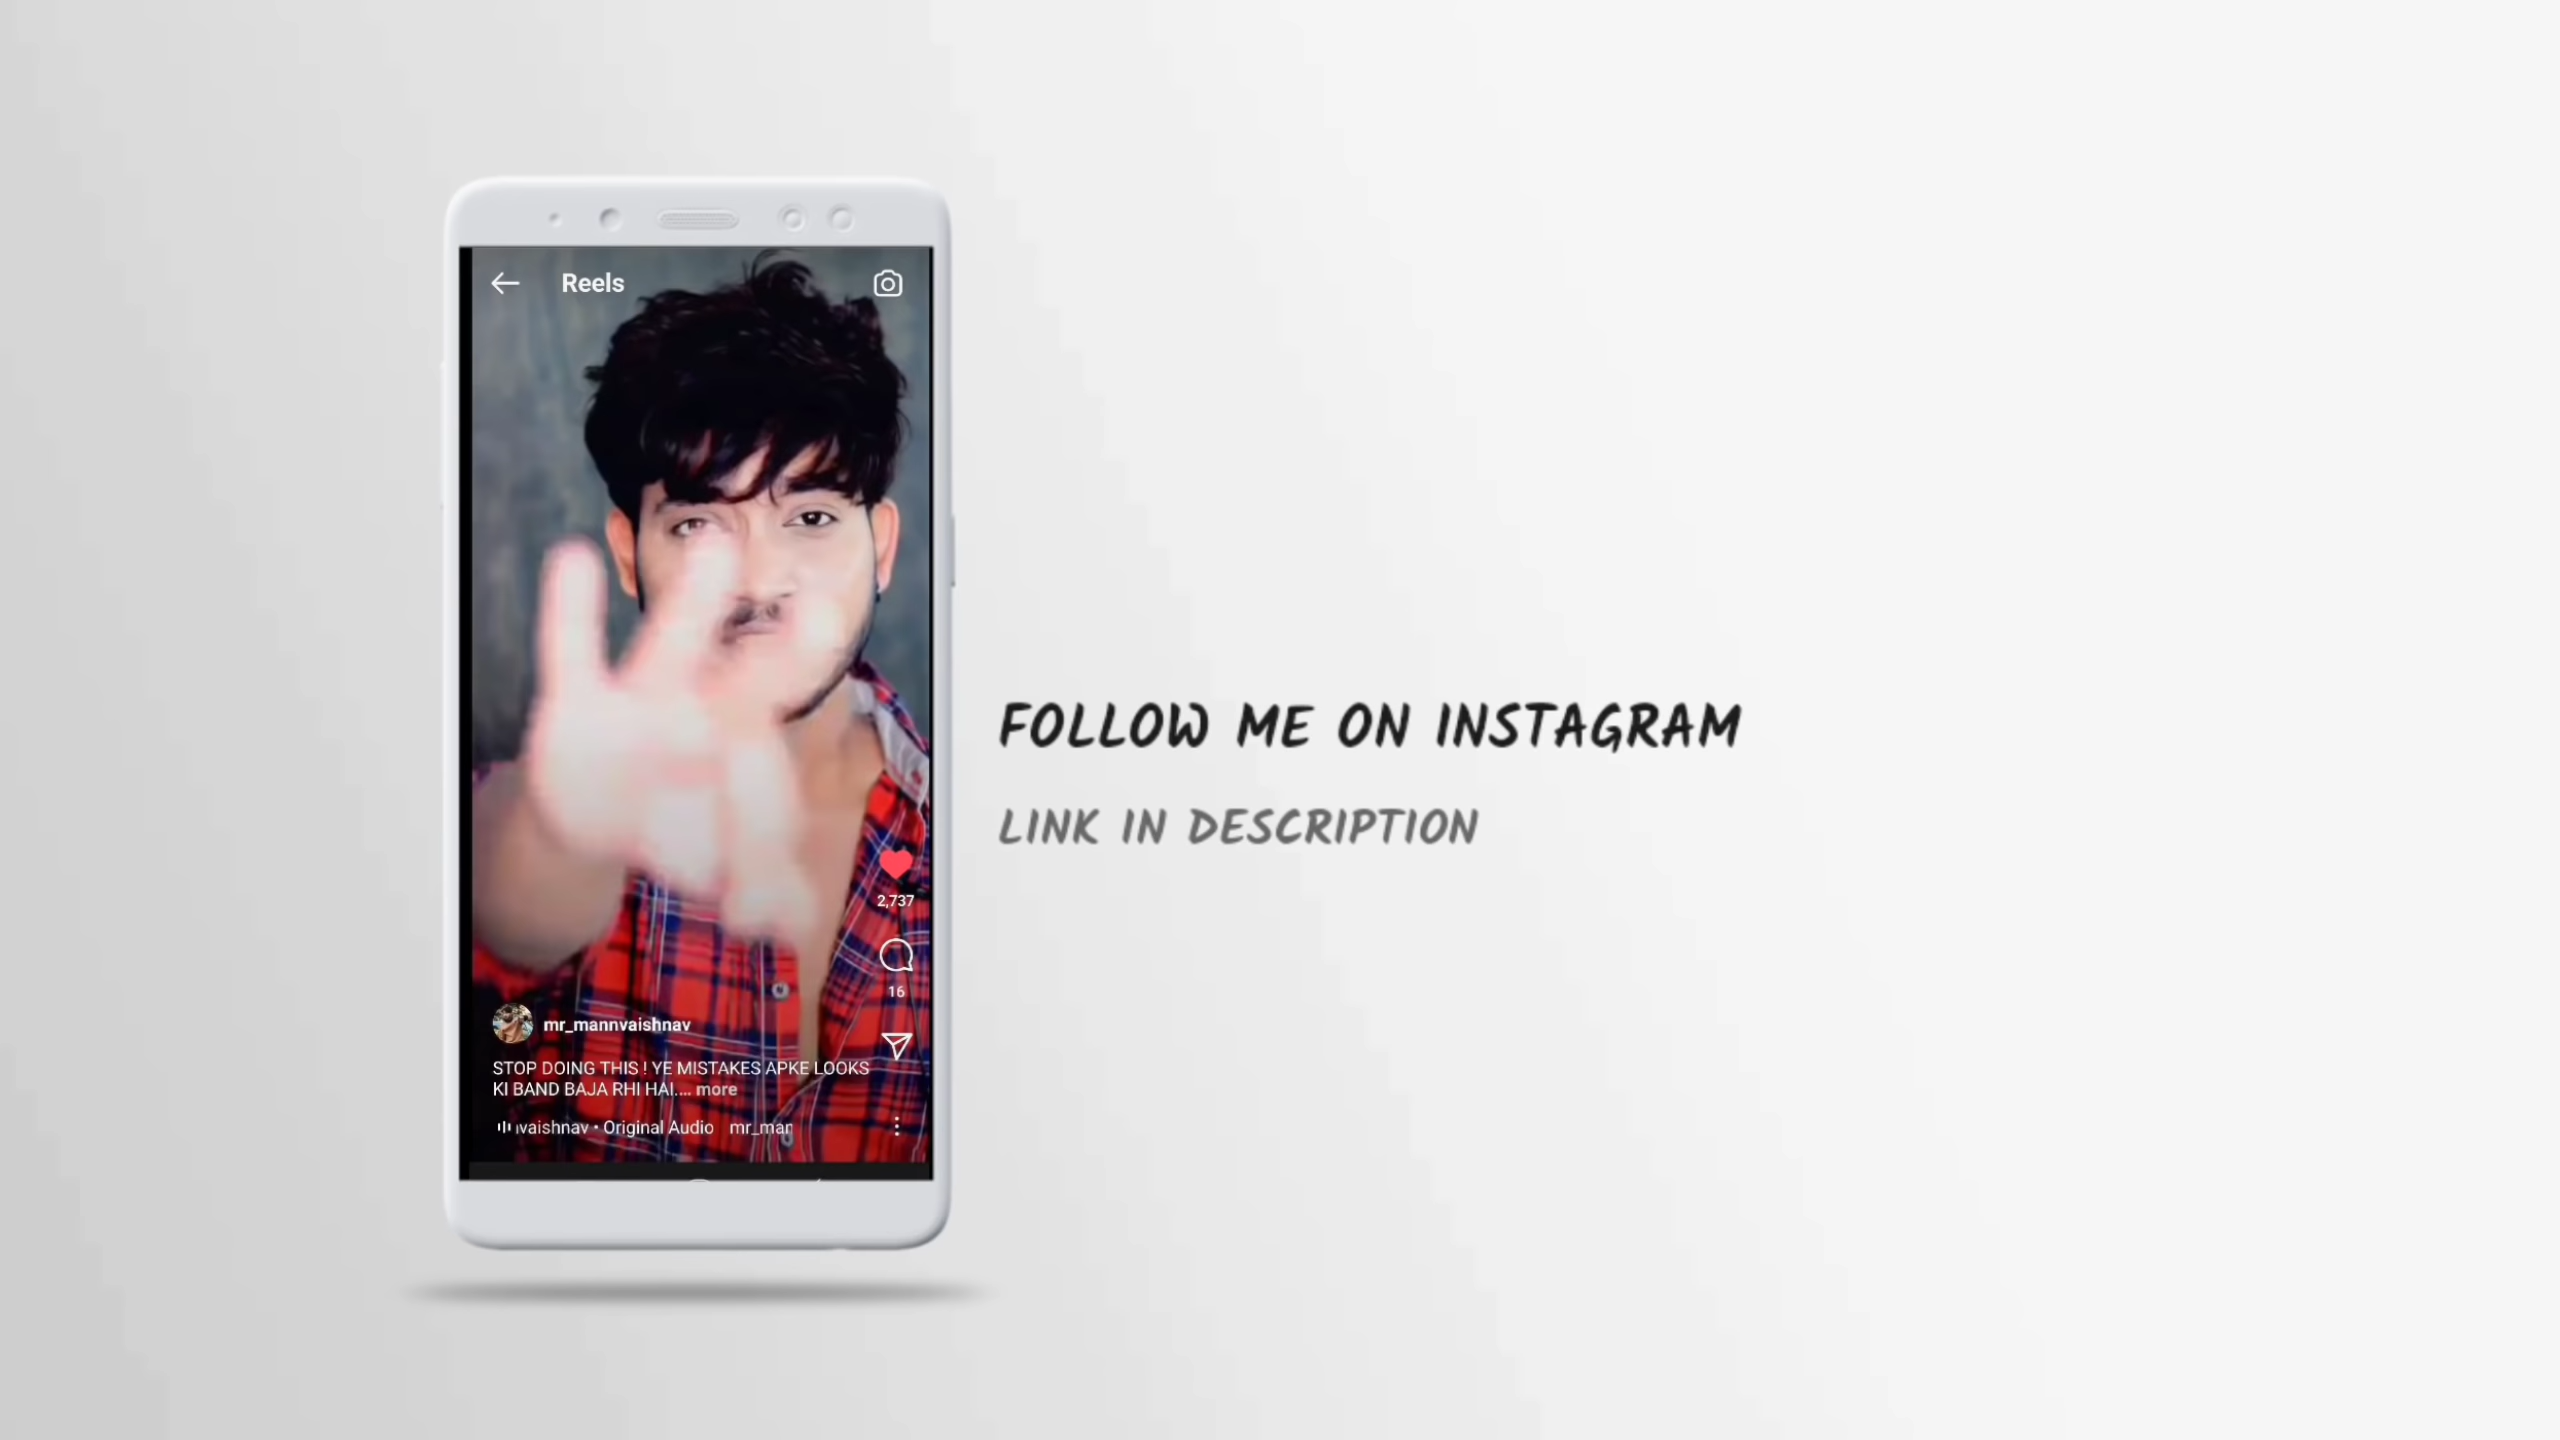 Reels
FOLLOW ME ON INSTAGRAM
LINK IN DESCRIPTION
2,737
16
mr_mannvaishnav
STOP DOING THIS ! YE MISTAKES APKE LOOKS
KI BAND BAJA RHI HAI.... more
vaishnav • Original Audio mr_man